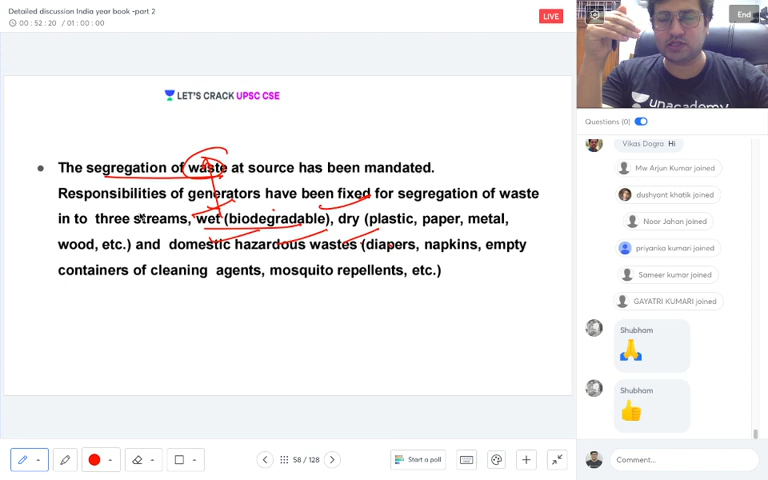 Detailed discussion India year book -part 2
00 : 52 : 20 / 01 : 00 : 00
LIVE
End
unacademy
LET'S CRACK UPSC CSE
Questions (0)
Vikas Dogra Hi
Mw Arjun Kumar joined
dushyant khatik joined
Noor Jahan joined
priyanka kumari joined
Sameer kumar joined
GAYATRI KUMARI joined
Shubham
Shubham
The segregation of waste at source has been mandated.
Responsibilities of generators have been fixed for segregation of waste
in to three streams, wet (biodegradable), dry (plastic, paper, metal,
wood, etc.) and domestic hazardous wastes (diapers, napkins, empty
containers of cleaning agents, mosquito repellents, etc.)
58 / 128
Start a poll
Comment...